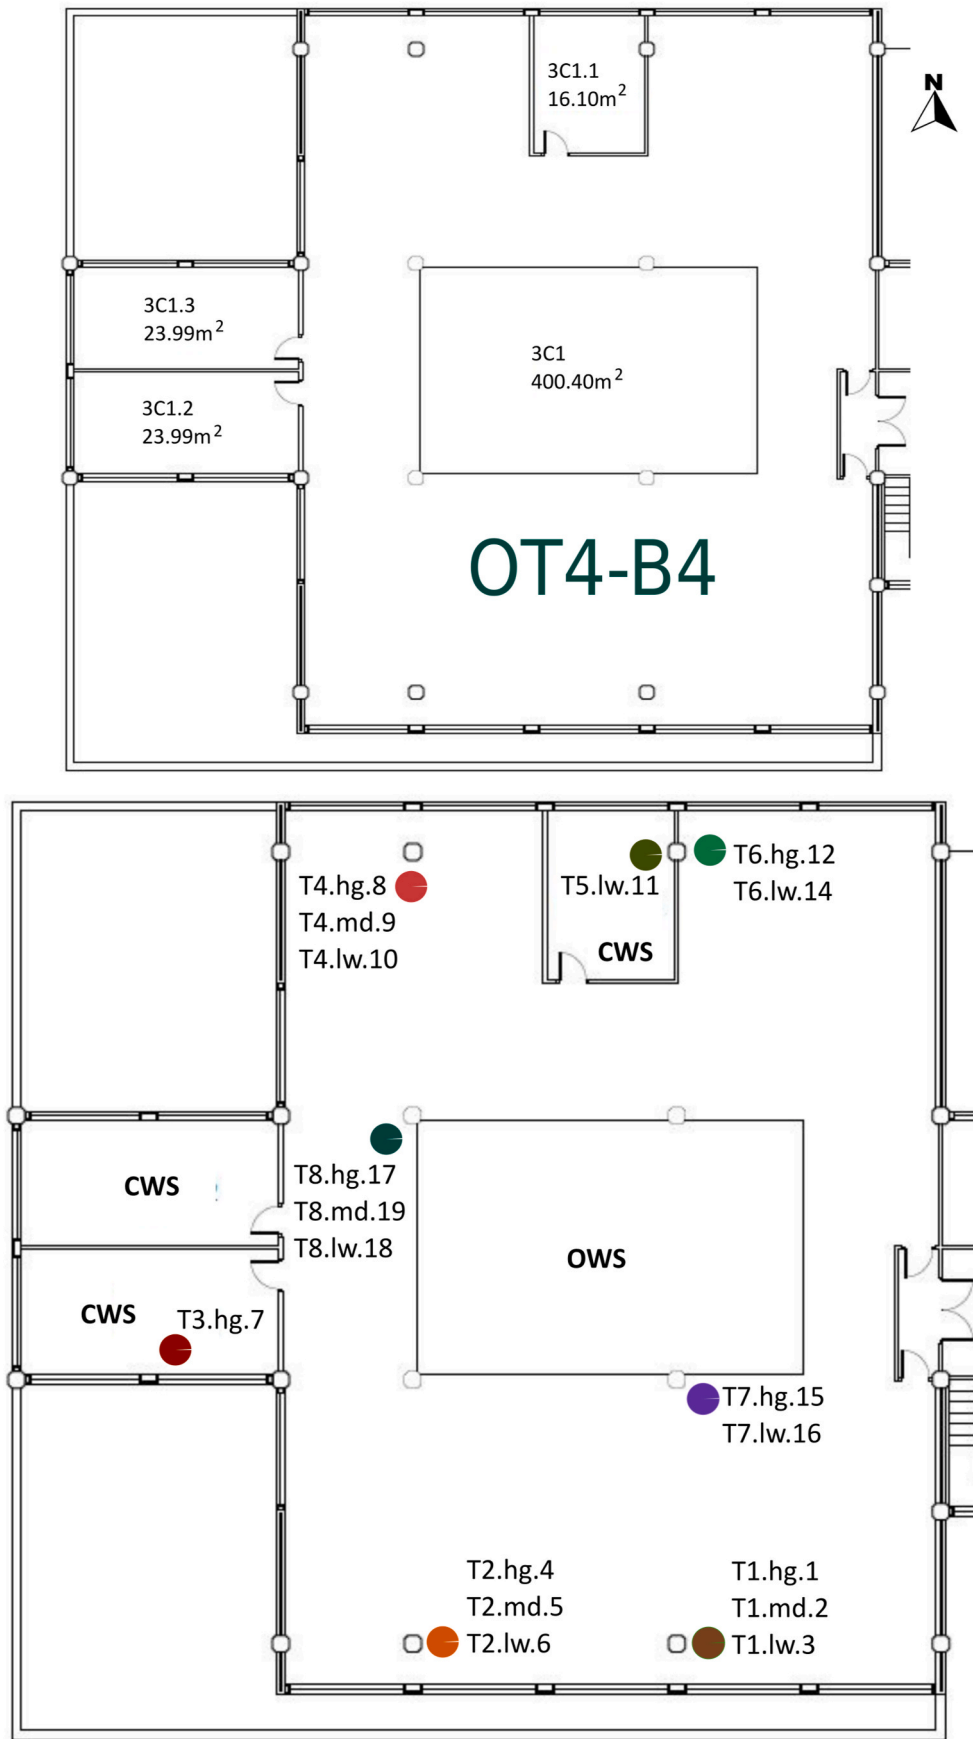 3C1.1
16.10m²
N
3C1.3
23.99m²
3C1
400.40m²
3C1.2
23.99m²
OT4-B4
T4.hg.8
T4.md.9
T4.lw.10
T5.lw.11
CWS
T6.hg.12
T6.lw.14
CWS
T8.hg.17
T8.md.19
T8.lw.18
OWS
CWS
T3.hg.7
T7.hg.15
T7.lw.16
T2.hg.4
T2.md.5
T2.lw.6
T1.hg.1
T1.md.2
T1.lw.3